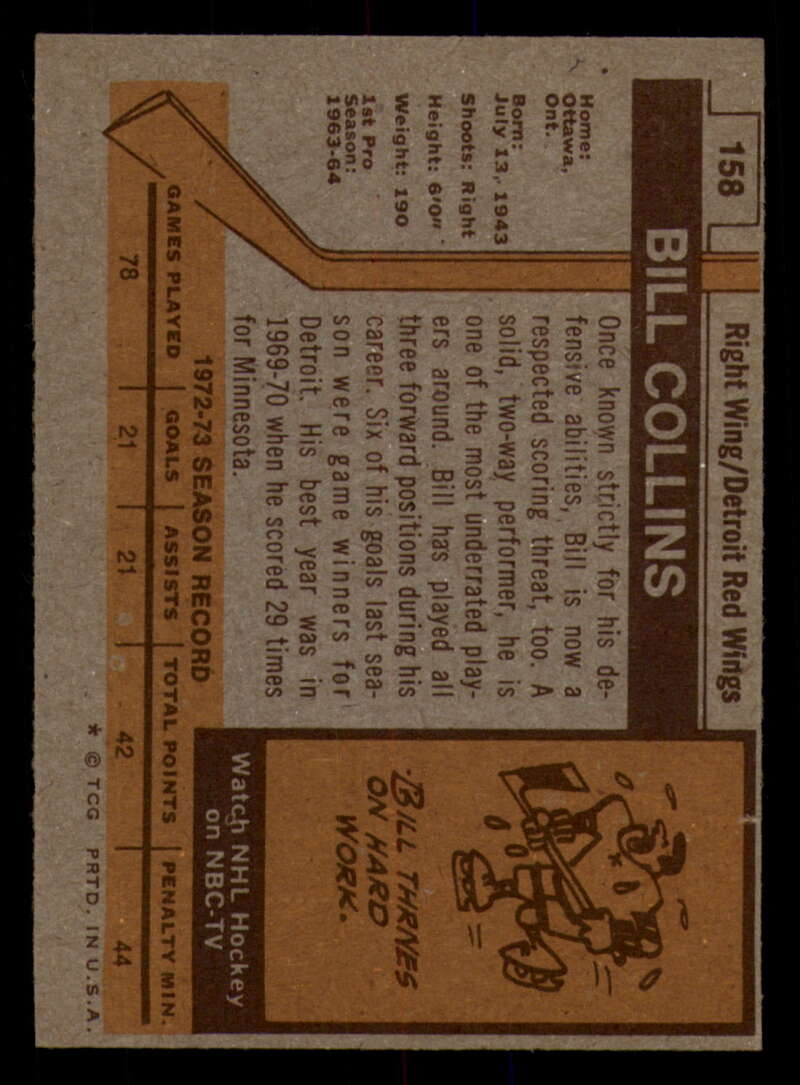 158
Right Wing/Detroit Red Wings
BILL COLLINS
Home:
Ottawa,
Ont.
Born:
July 13, 1943
Shoots: Right
Height: 6'0"
Weight: 190
1st Pro
Season:
1963-64
Once known strictly for his de-
fensive abilities, Bill is now a
respected scoring threat, too. A
solid, two-way performer, he is
one of the most underrated play-
ers around. Bill has played all
three forward positions during his
career. Six of his goals last sea-
son were game winners for
Detroit. His best year was in
1969-70 when he scored 29 times
for Minnesota.
BILL THRIVES
ON HARD
WORK.
Watch NHL Hockey
on NBC-TV
1972-73 SEASON RECORD
GAMES PLAYED GOALS ASSISTS TOTAL POINTS PENALTY MIN.
78 21 21 42 44
* © TCG PRTD. IN U.S.A.